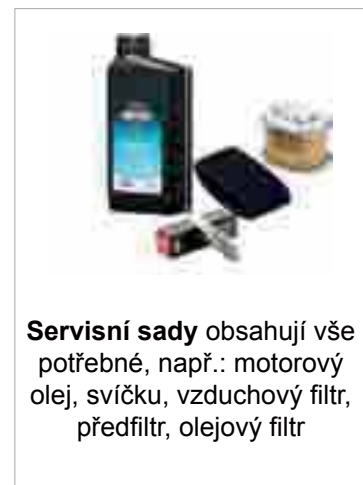 Servisní sady obsahují vše
potřebné, např.: motorový
olej, svíčku, vzduchový filtr,
předfiltr, olejový filtr